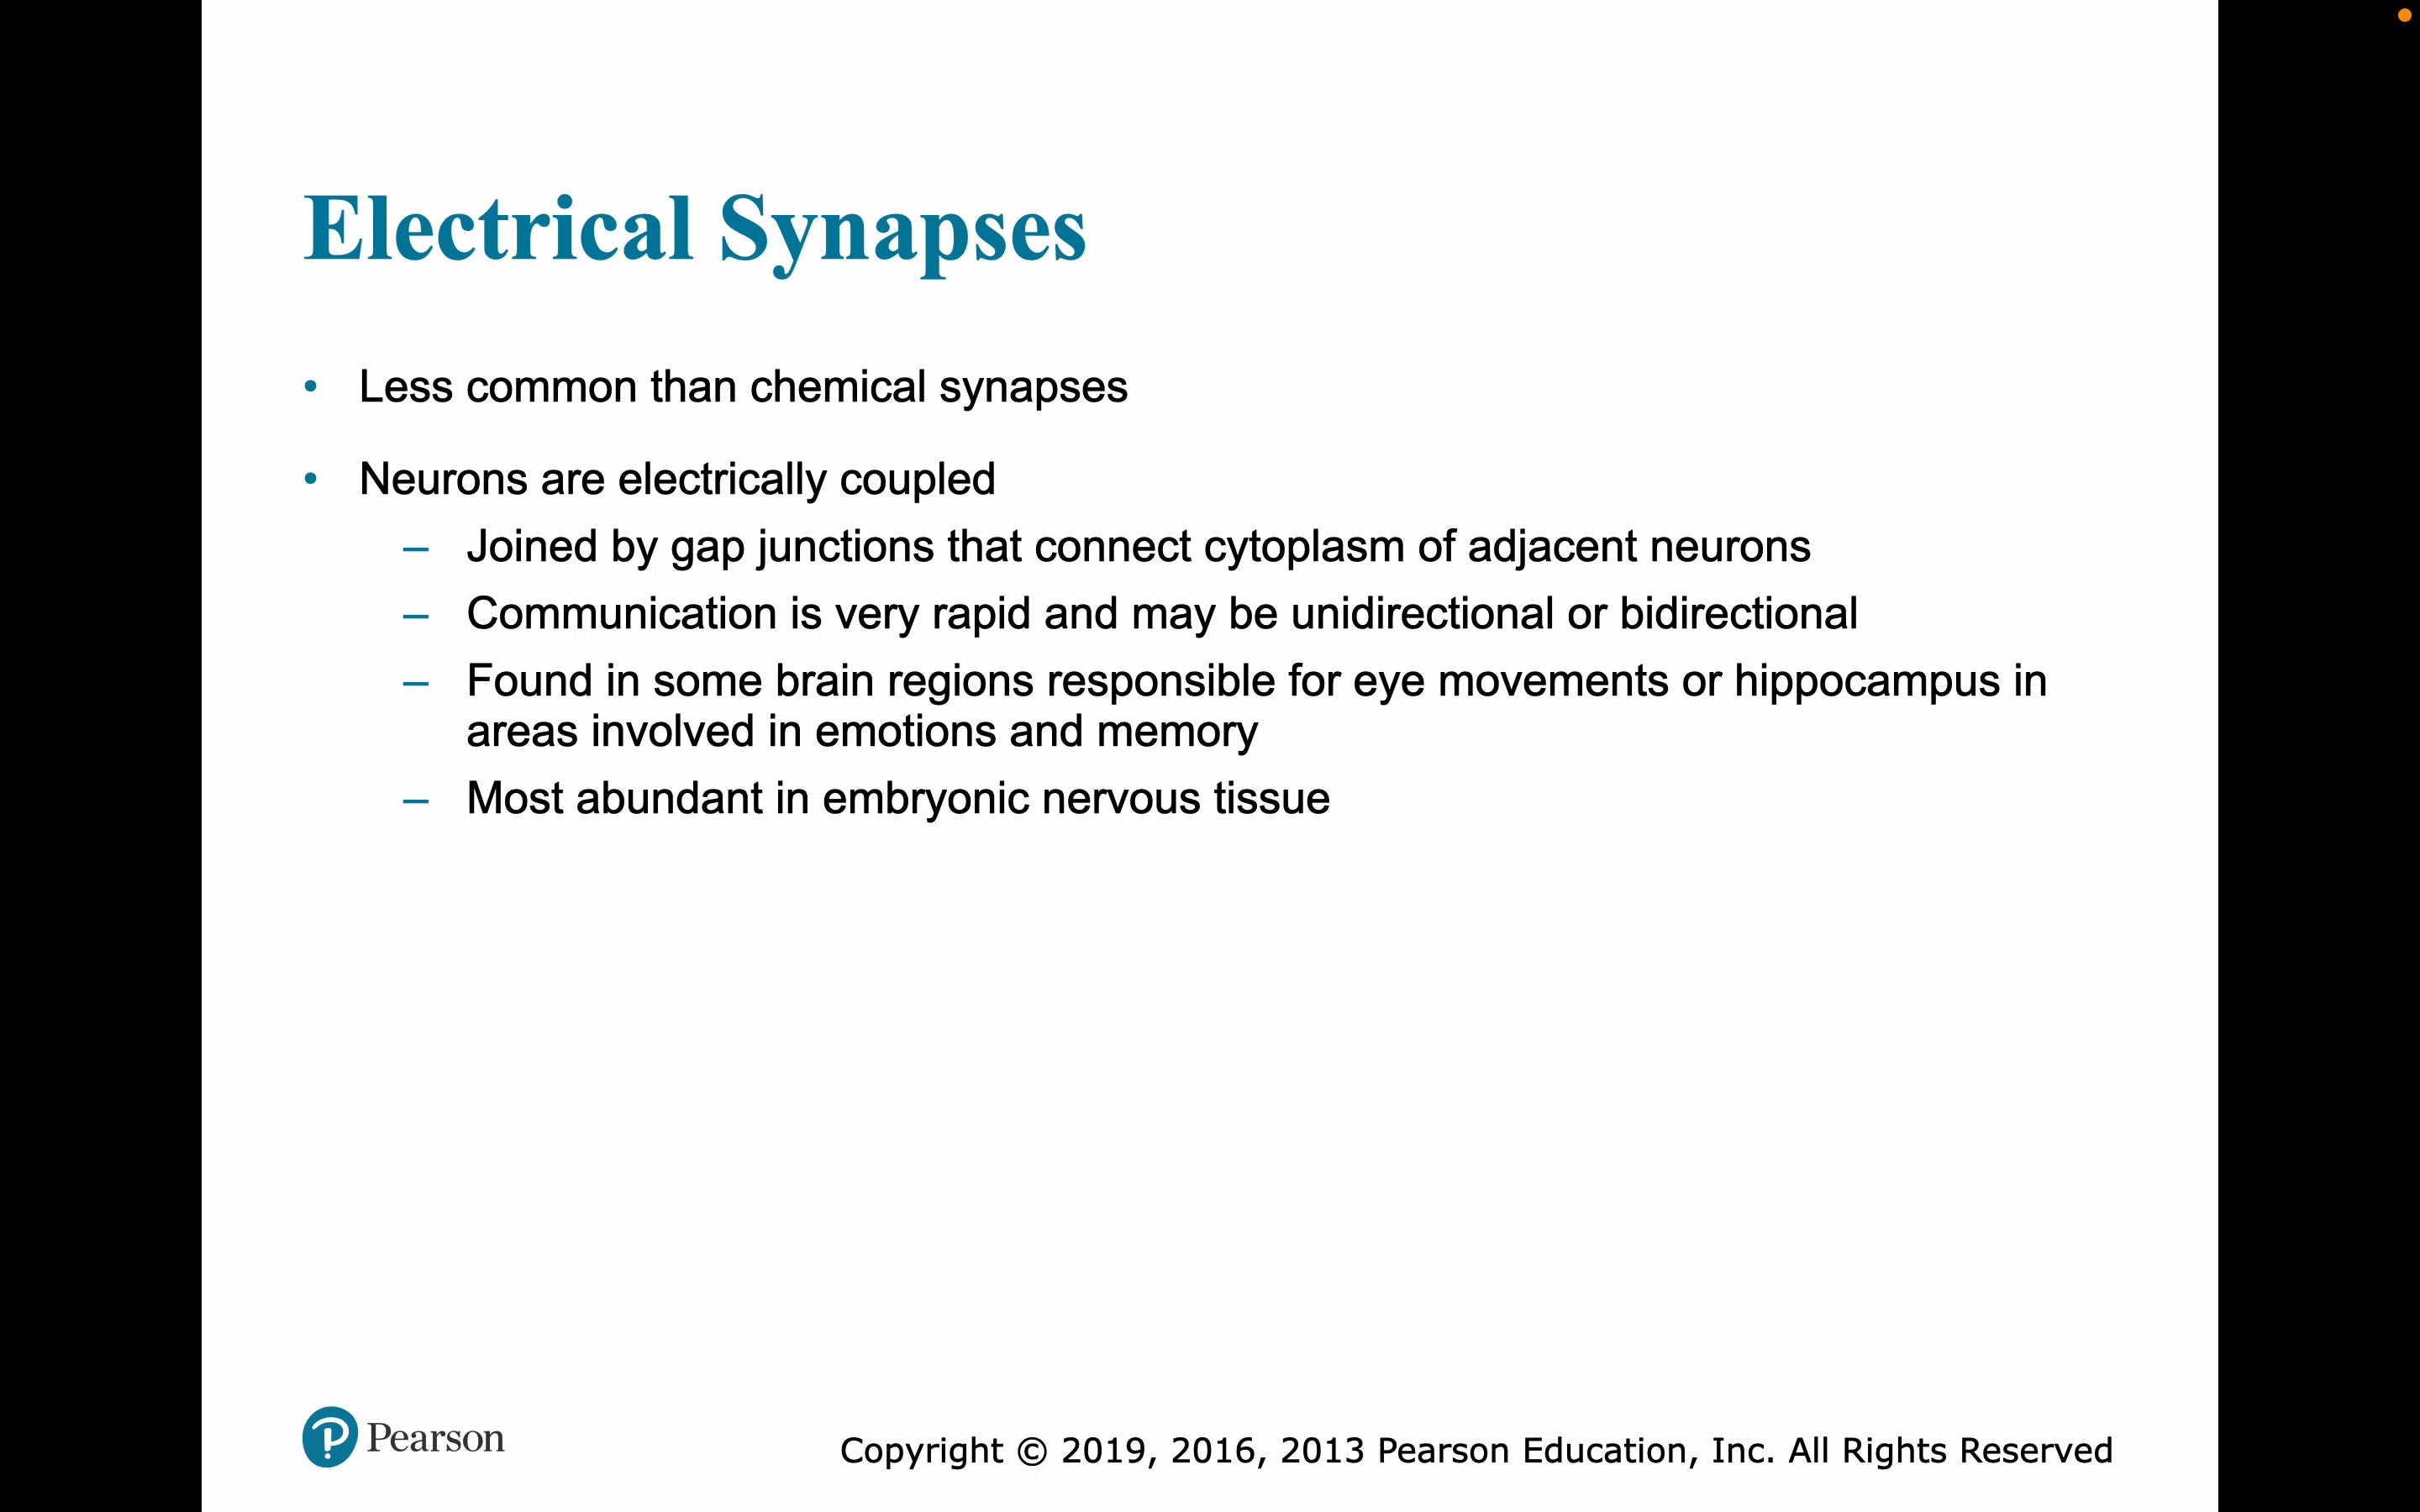 Electrical Synapses
• Less common than chemical synapses
• Neurons are electrically coupled
– Joined by gap junctions that connect cytoplasm of adjacent neurons
– Communication is very rapid and may be unidirectional or bidirectional
– Found in some brain regions responsible for eye movements or hippocampus in
areas involved in emotions and memory
– Most abundant in embryonic nervous tissue
Pearson
Copyright © 2019, 2016, 2013 Pearson Education, Inc. All Rights Reserved